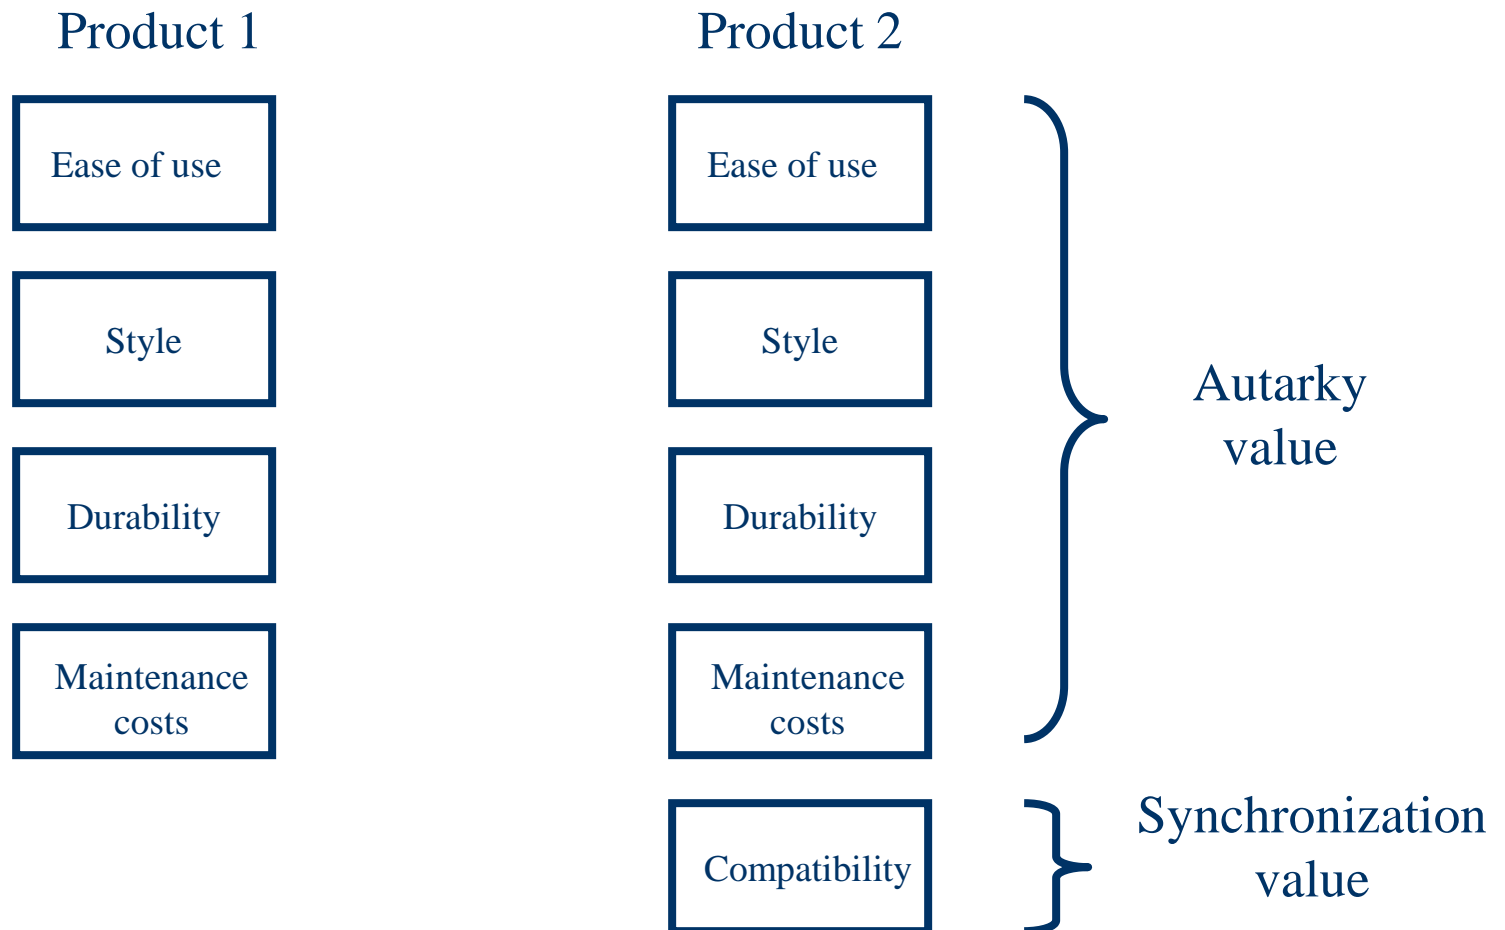 Product 1
Product 2
Ease of use
Ease of use
Style
Style
Autarky
value
Durability
Durability
Maintenance
costs
Maintenance
costs
Compatibility
Synchronization
value